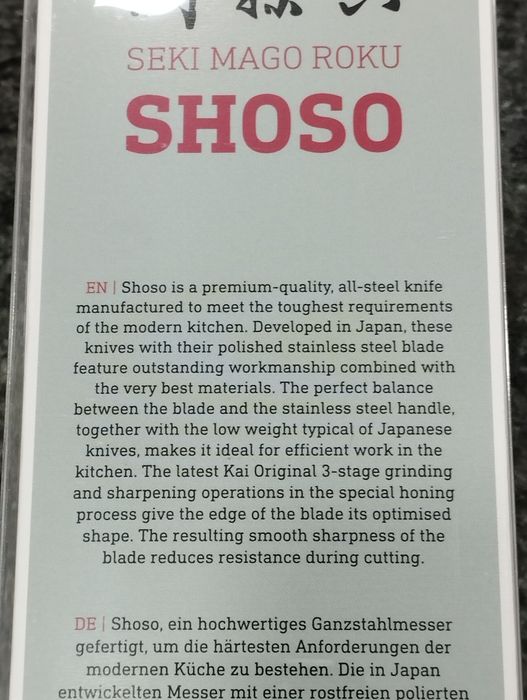 SEKI MAGO ROKU
SHOSO
EN | Shoso is a premium-quality, all-steel knife
manufactured to meet the toughest requirements
of the modern kitchen. Developed in Japan, these
knives with their polished stainless steel blade
feature outstanding workmanship combined with
the very best materials. The perfect balance
between the blade and the stainless steel handle,
together with the low weight typical of Japanese
knives, makes it ideal for efficient work in the
kitchen. The latest Kai Original 3-stage grinding
and sharpening operations in the special honing
process give the edge of the blade its optimised
shape. The resulting smooth sharpness of the
blade reduces resistance during cutting.
DE | Shoso, ein hochwertiges Ganzstahlmesser
gefertigt, um die härtesten Anforderungen der
modernen Küche zu bestehen. Die in Japan
entwickelten Messer mit einer rostfreien polierten